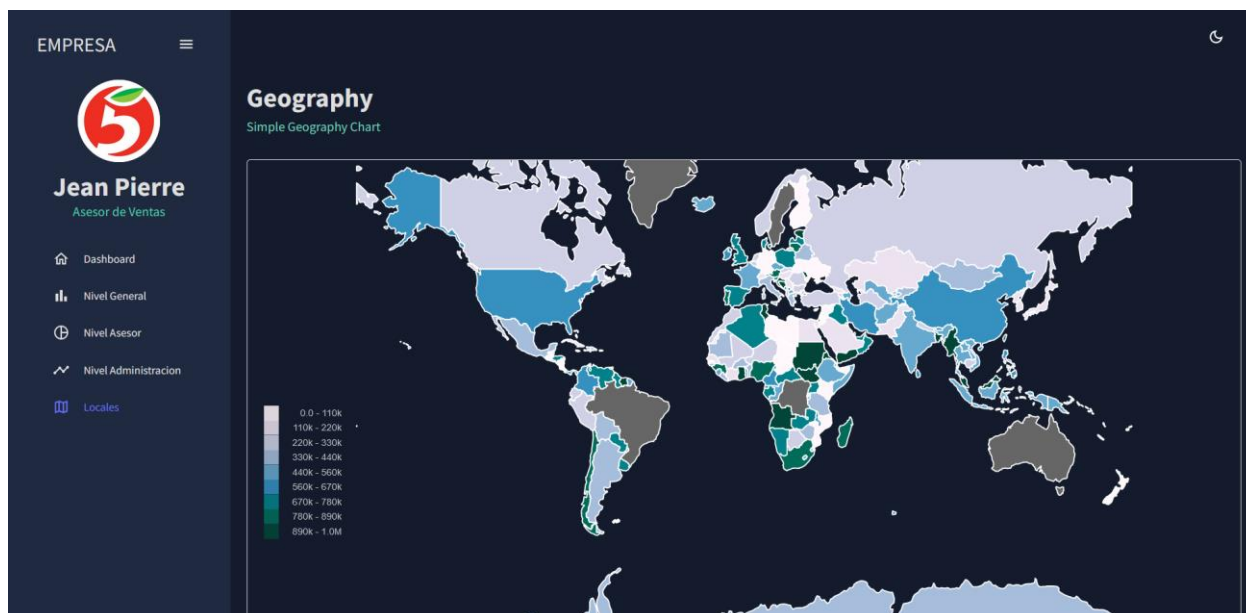 EMPRESA
5
Jean Pierre
Asesor de Ventas
Dashboard
Nivel General
Nivel Asesor
Nivel Administracion
Locales
Geography
Simple Geography Chart
0.0 - 110k
110k - 220k
220k - 330k
330k - 440k
440k - 560k
560k - 670k
670k - 780k
780k - 890k
890k - 1.0M